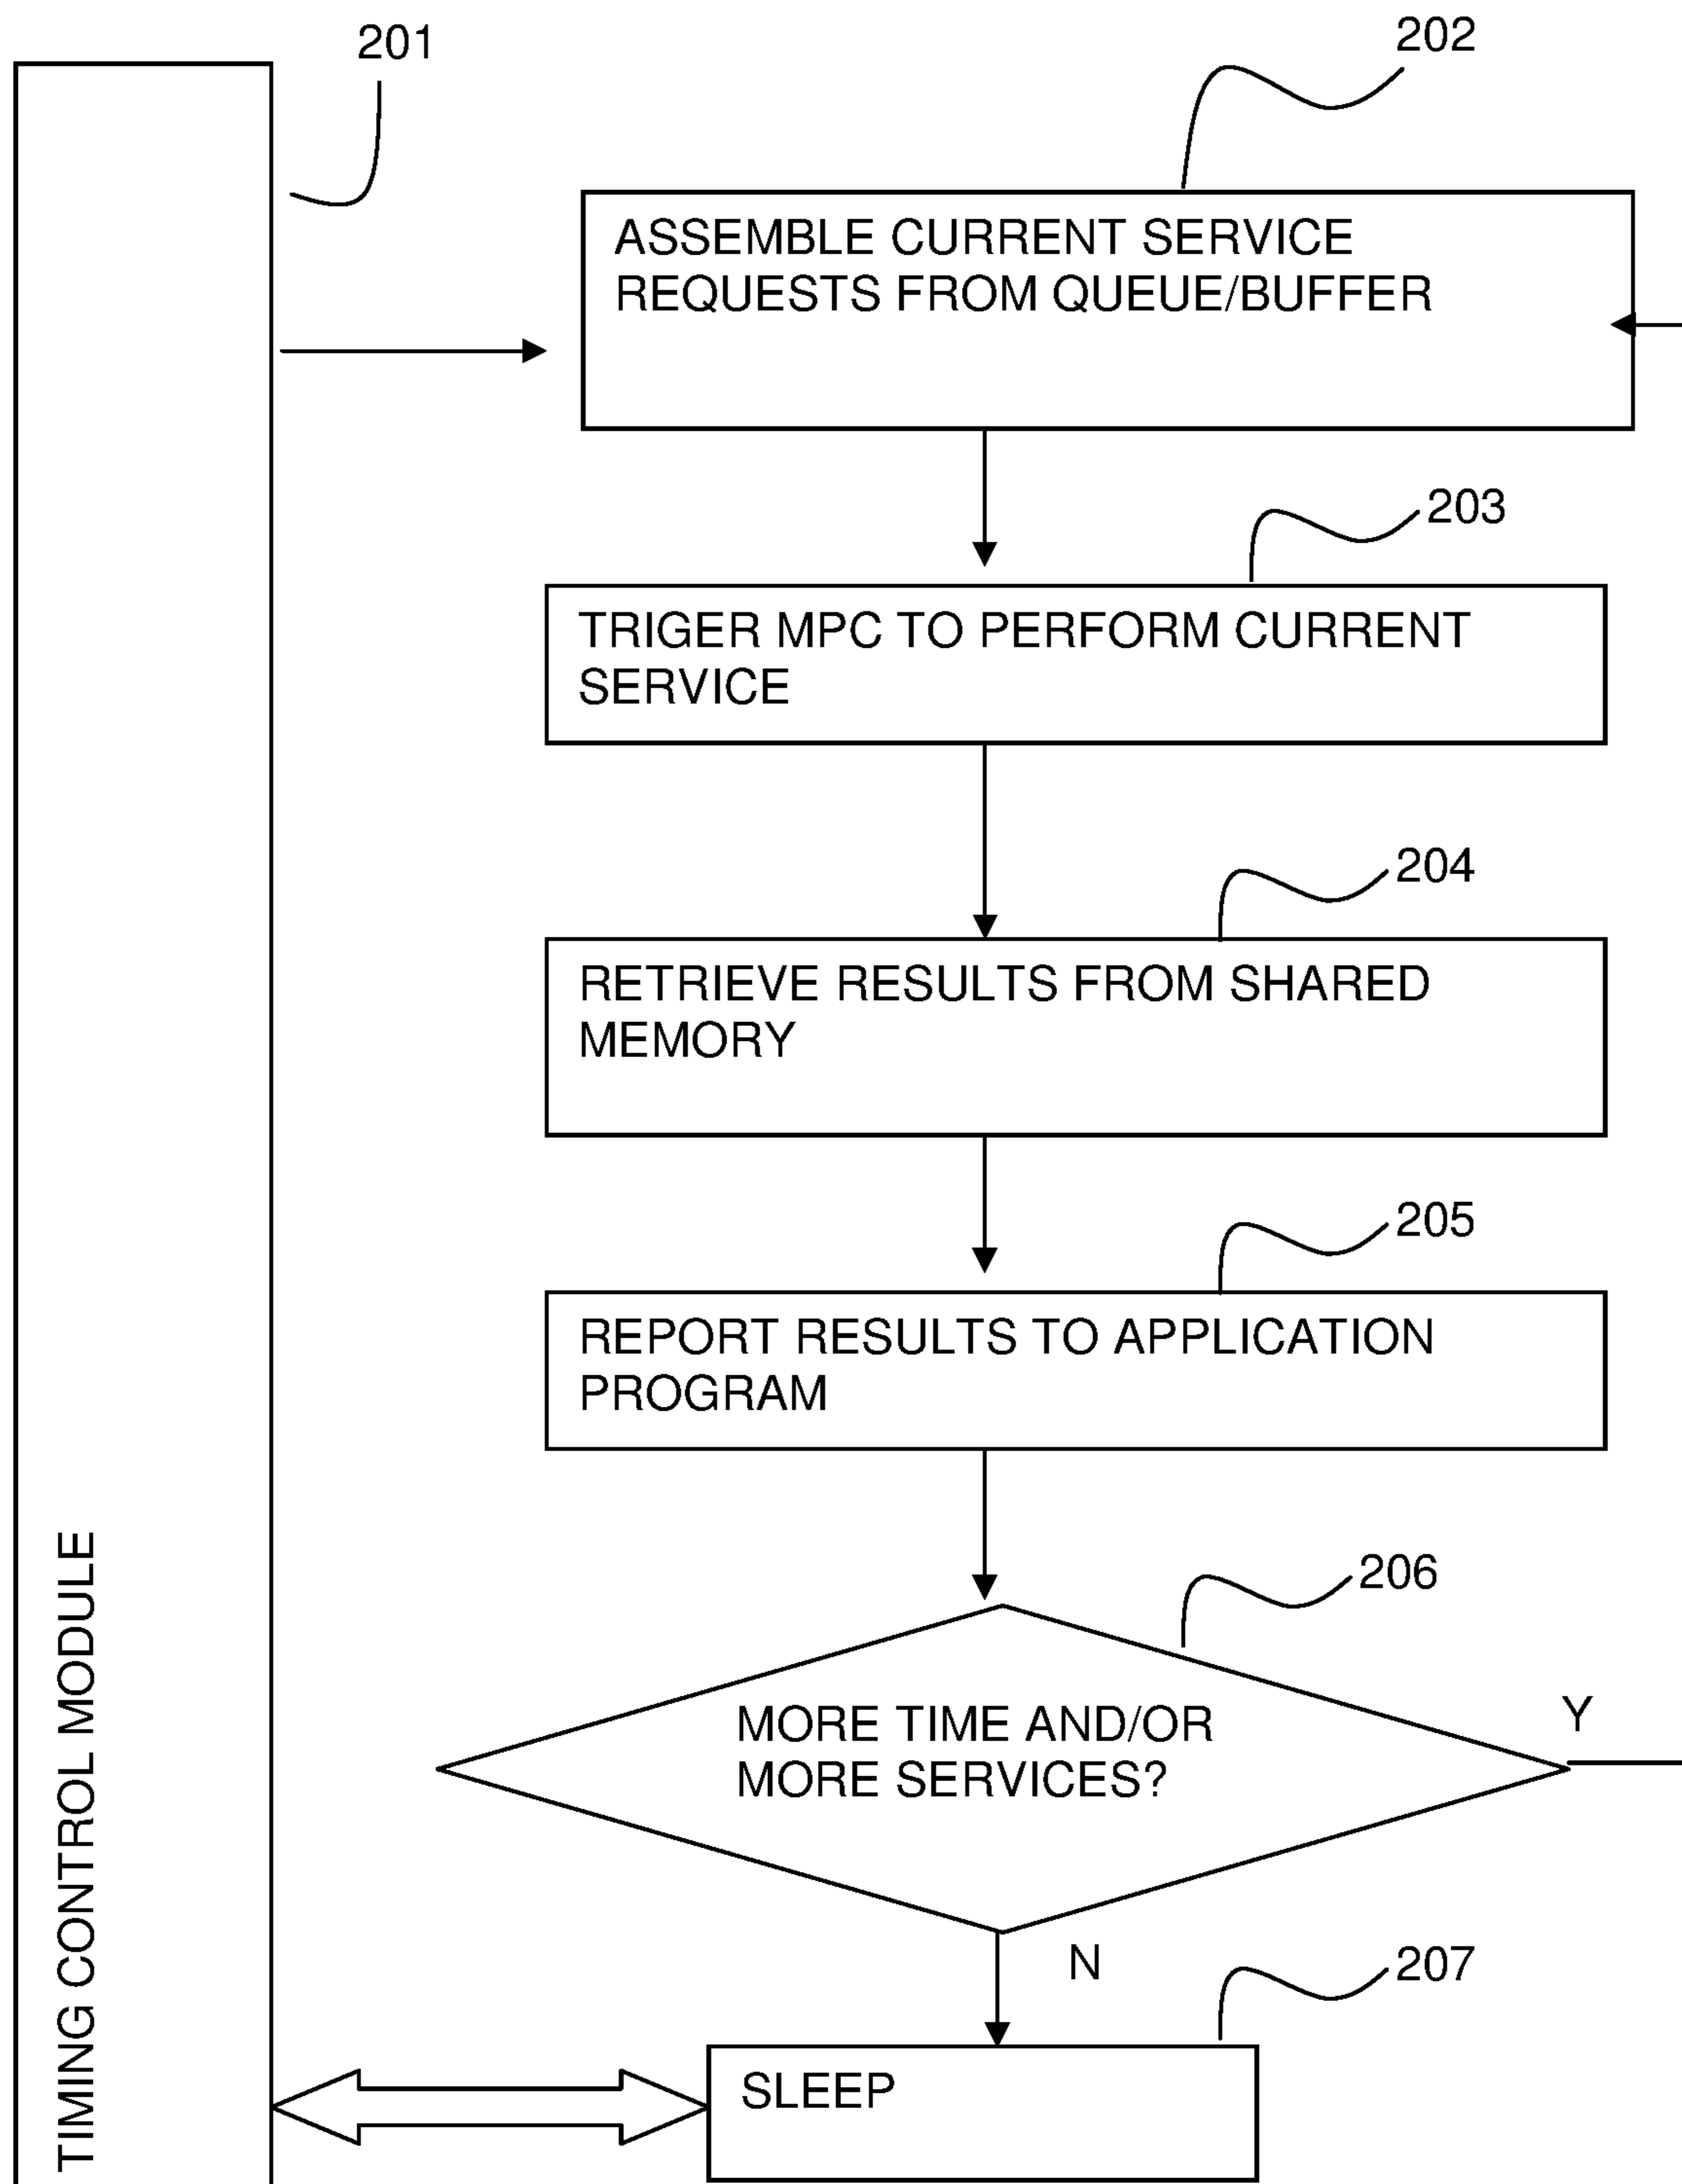 201
202
ASSEMBLE CURRENT SERVICE
REQUESTS FROM QUEUE/BUFFER
203
TRIGER MPC TO PERFORM CURRENT
SERVICE
204
RETRIEVE RESULTS FROM SHARED
MEMORY
205
REPORT RESULTS TO APPLICATION
PROGRAM
206
MORE TIME AND/OR
MORE SERVICES?
Y
N
207
SLEEP
TIMING CONTROL MODULE